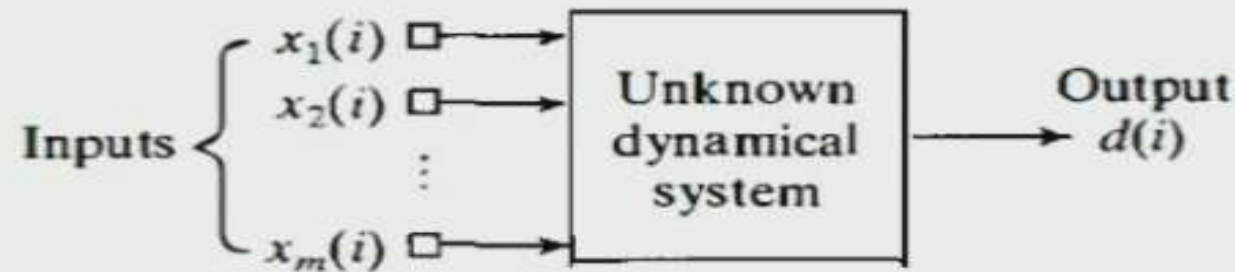 Inputs
x₁(i)
x₂(i)
⋮
xₘ(i)
Unknown
dynamical
system
Output
d(i)